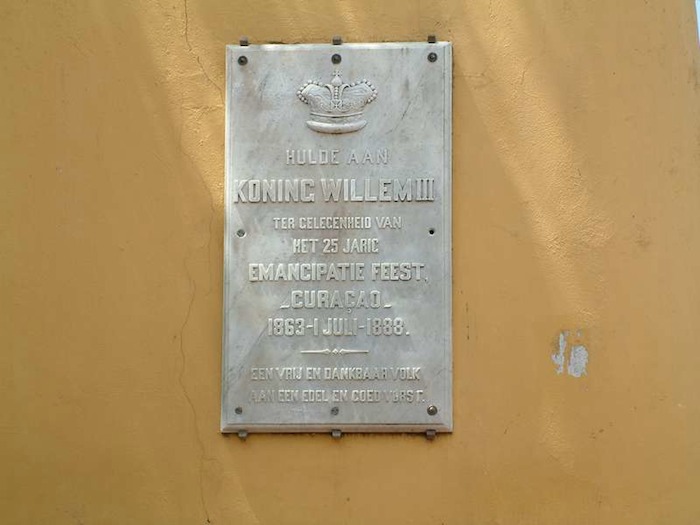 HULDE AAN
KONING WILLEM III
TER GELEGENHEID VAN
HET 25 JARIG
EMANCIPATIE FEEST,
-CURAÇAO-
1863-1 JULI-1888.
EEN VRIJ EN DANKBAAR VOLK
AAN EEN EDEL EN GOED VORST.